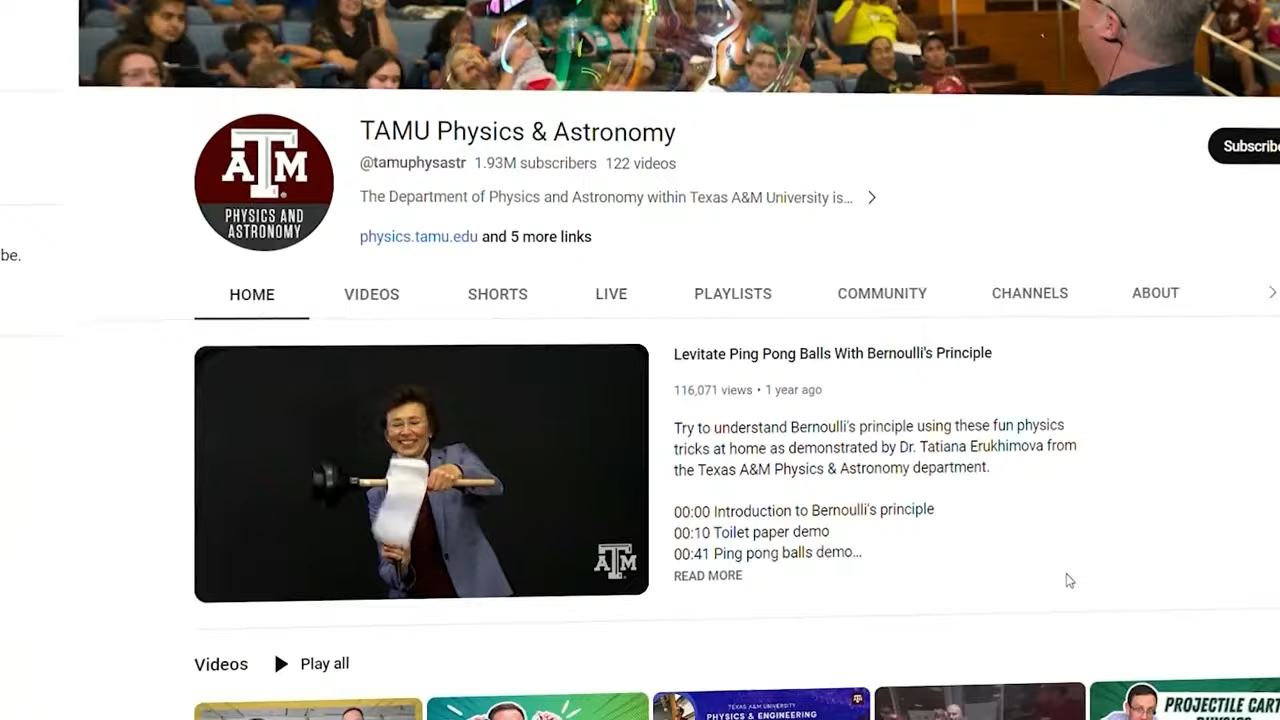 TAMU Physics & Astronomy
Subscribe
@tamuphysastr 1.93M subscribers 122 videos
The Department of Physics and Astronomy within Texas A&M University is...
ATM
PHYSICS AND
ASTRONOMY
physics.tamu.edu and 5 more links
be.
HOME VIDEOS SHORTS LIVE PLAYLISTS COMMUNITY CHANNELS ABOUT
Levitate Ping Pong Balls With Bernoulli's Principle
116,071 views • 1 year ago
Try to understand Bernoulli's principle using these fun physics
tricks at home as demonstrated by Dr. Tatiana Erukhimova from
the Texas A&M Physics & Astronomy department.
00:00 Introduction to Bernoulli's principle
00:10 Toilet paper demo
00:41 Ping pong balls demo...
READ MORE
ATM
Videos Play all
TEXAS A&M UNIVERSITY
PHYSICS & ENGINEERING
PROJECTILE CART